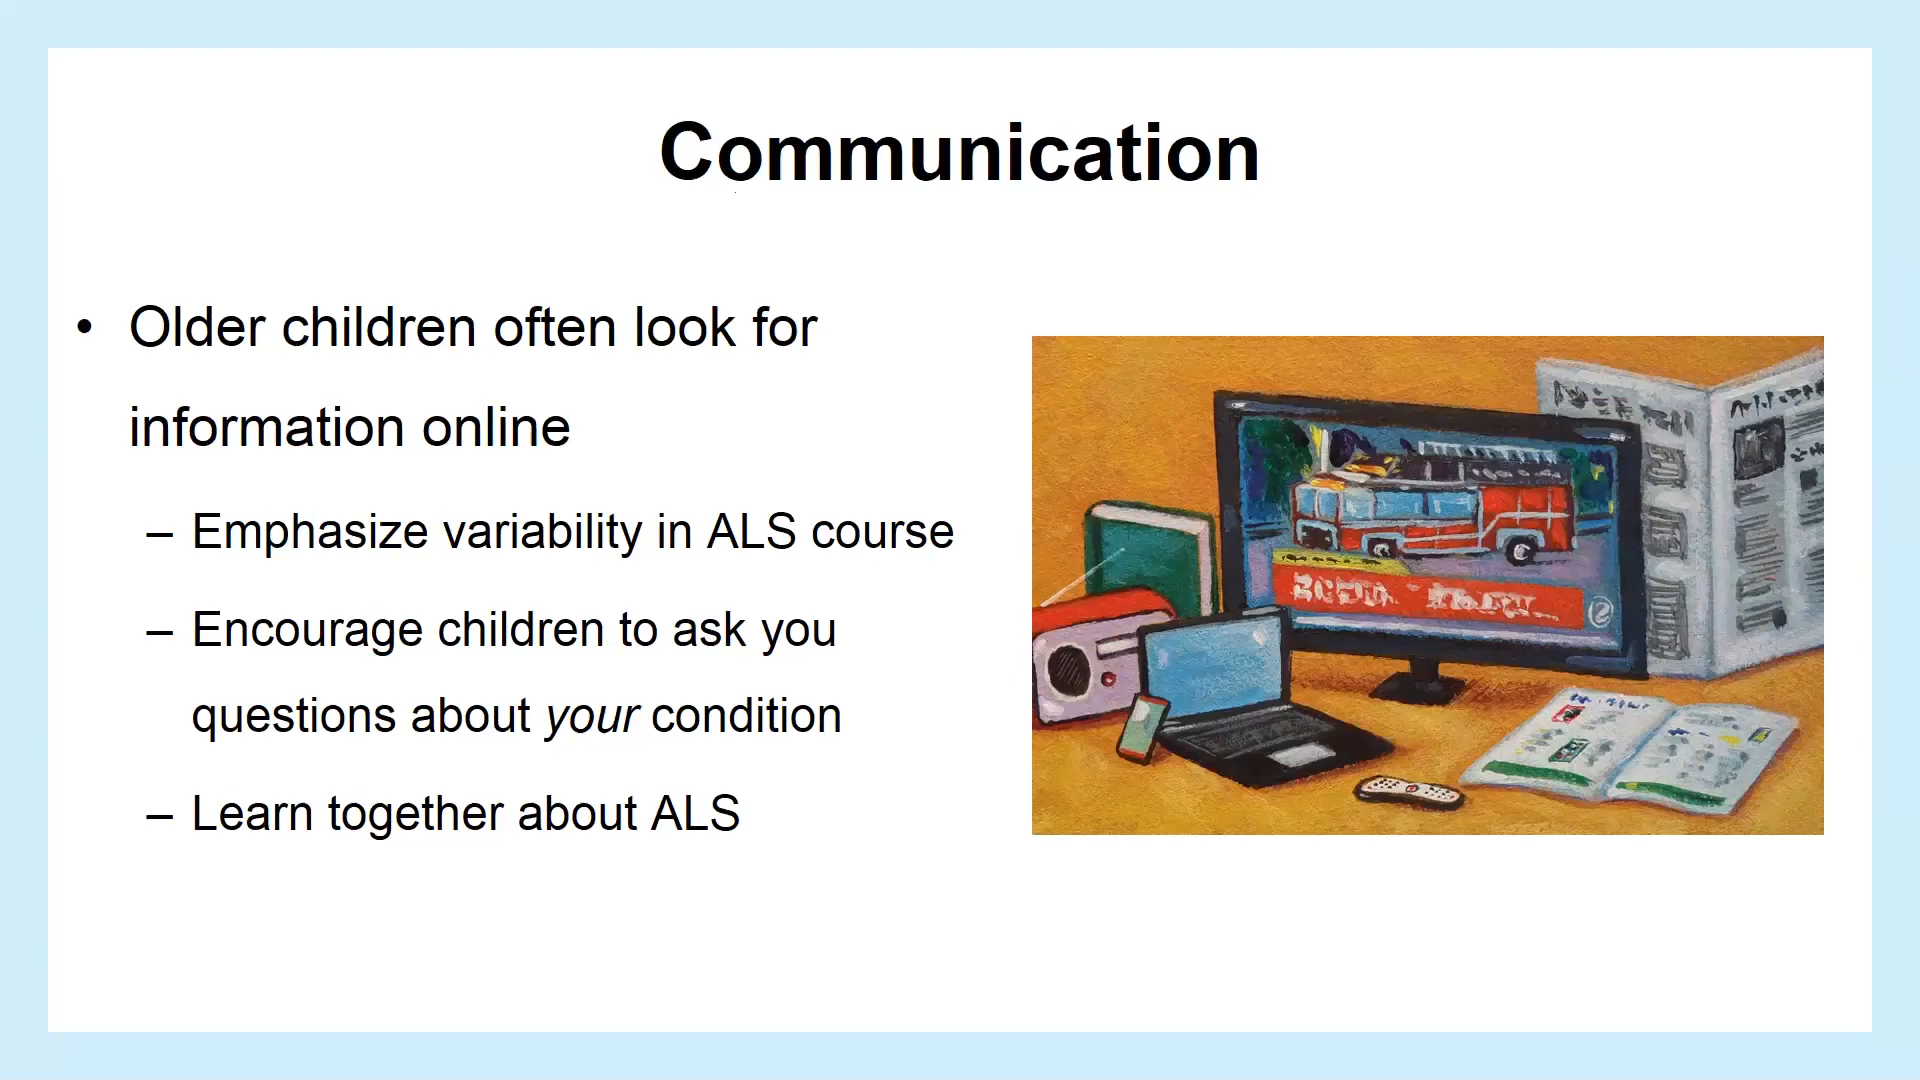 Communication
• Older children often look for
information online
– Emphasize variability in ALS course
– Encourage children to ask you
questions about your condition
– Learn together about ALS